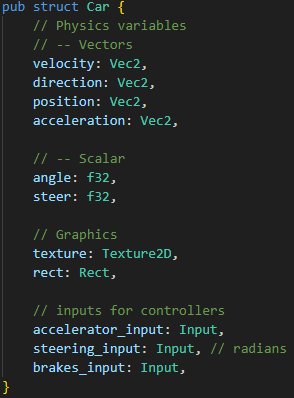 pub struct Car {
    // Physics variables
    // -- Vectors
    velocity: Vec2,
    direction: Vec2,
    position: Vec2,
    acceleration: Vec2,

    // -- Scalar
    angle: f32,
    steer: f32,

    // Graphics
    texture: Texture2D,
    rect: Rect,

    // inputs for controllers
    accelerator_input: Input,
    steering_input: Input, // radians
    brakes_input: Input,
}